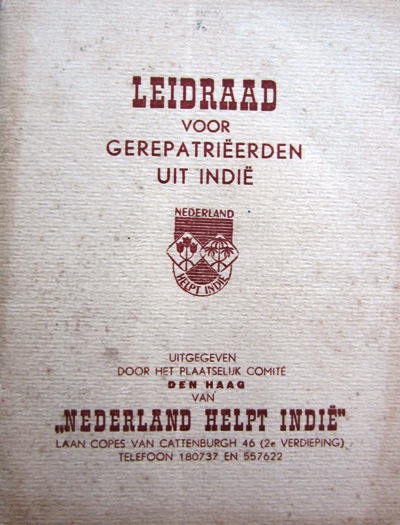 LEIDRAAD
VOOR
GEREPATRIËERDEN
UIT INDIË
NEDERLAND
HELPT INDIË
UITGEGEVEN
DOOR HET PLAATSELIJK COMITÉ
DEN HAAG
VAN
„NEDERLAND HELPT INDIË"
LAAN COPES VAN CATTENBURGH 46 (2e VERDIEPING)
TELEFOON 180737 EN 557622